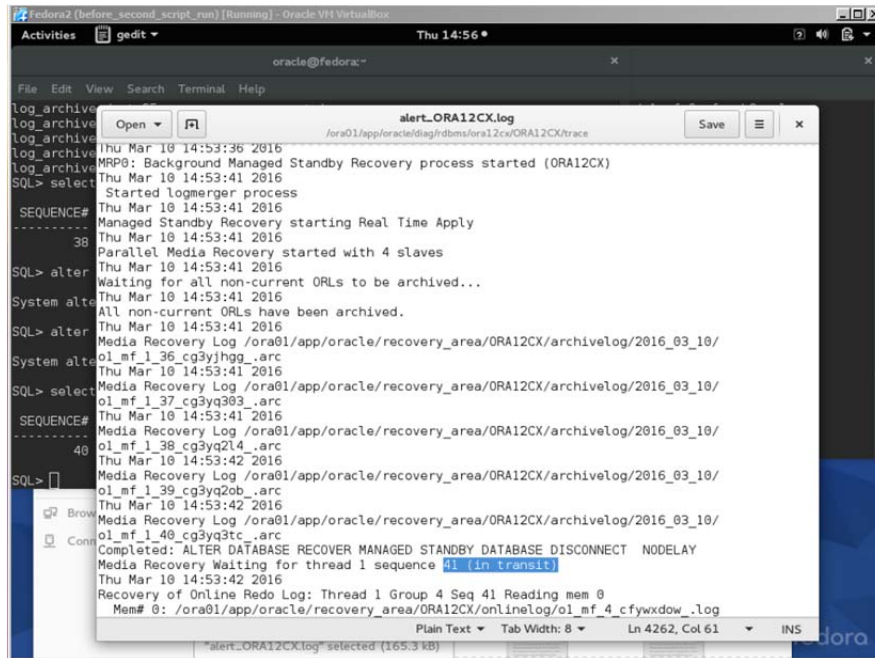 Fedora2 (before_second_script_run) [Running] - Oracle VM VirtualBox
Activities gedit Thu 14:56
oracle@fedora:~
File Edit View Search Terminal Help
log_archive
log_archive
log_archive
log_archive
log_archive
SQL> select
SEQUENCE#
----------
38
SQL> alter
System alte
SQL> alter
System alte
SQL> select
SEQUENCE#
----------
40
SQL>
Open alert_ORA12CX.log Save
/ora01/app/oracle/diag/rdbms/ora12cx/ORA12CX/trace
Thu Mar 10 14:53:36 2016
MRP0: Background Managed Standby Recovery process started (ORA12CX)
Thu Mar 10 14:53:41 2016
Started logmerger process
Thu Mar 10 14:53:41 2016
Managed Standby Recovery starting Real Time Apply
Thu Mar 10 14:53:41 2016
Parallel Media Recovery started with 4 slaves
Thu Mar 10 14:53:41 2016
Waiting for all non-current ORLs to be archived...
Thu Mar 10 14:53:41 2016
All non-current ORLs have been archived.
Thu Mar 10 14:53:41 2016
Media Recovery Log /ora01/app/oracle/recovery_area/ORA12CX/archivelog/2016_03_10/
o1_mf_1_36_cg3yjhgg_.arc
Thu Mar 10 14:53:41 2016
Media Recovery Log /ora01/app/oracle/recovery_area/ORA12CX/archivelog/2016_03_10/
o1_mf_1_37_cg3yq303_.arc
Thu Mar 10 14:53:41 2016
Media Recovery Log /ora01/app/oracle/recovery_area/ORA12CX/archivelog/2016_03_10/
o1_mf_1_38_cg3yq2l4_.arc
Thu Mar 10 14:53:42 2016
Media Recovery Log /ora01/app/oracle/recovery_area/ORA12CX/archivelog/2016_03_10/
o1_mf_1_39_cg3yq2ob_.arc
Thu Mar 10 14:53:42 2016
Media Recovery Log /ora01/app/oracle/recovery_area/ORA12CX/archivelog/2016_03_10/
o1_mf_1_40_cg3yq3tc_.arc
Completed: ALTER DATABASE RECOVER MANAGED STANDBY DATABASE DISCONNECT  NODELAY
Media Recovery Waiting for thread 1 sequence 41 (in transit)
Thu Mar 10 14:53:42 2016
Recovery of Online Redo Log: Thread 1 Group 4 Seq 41 Reading mem 0
Mem# 0: /ora01/app/oracle/recovery_area/ORA12CX/onlinelog/o1_mf_4_cfywxdow_.log
Plain Text Tab Width: 8 Ln 4262, Col 61 INS
Brow
Conn
"alert_ORA12CX.log" selected (165.3 kB)
dora